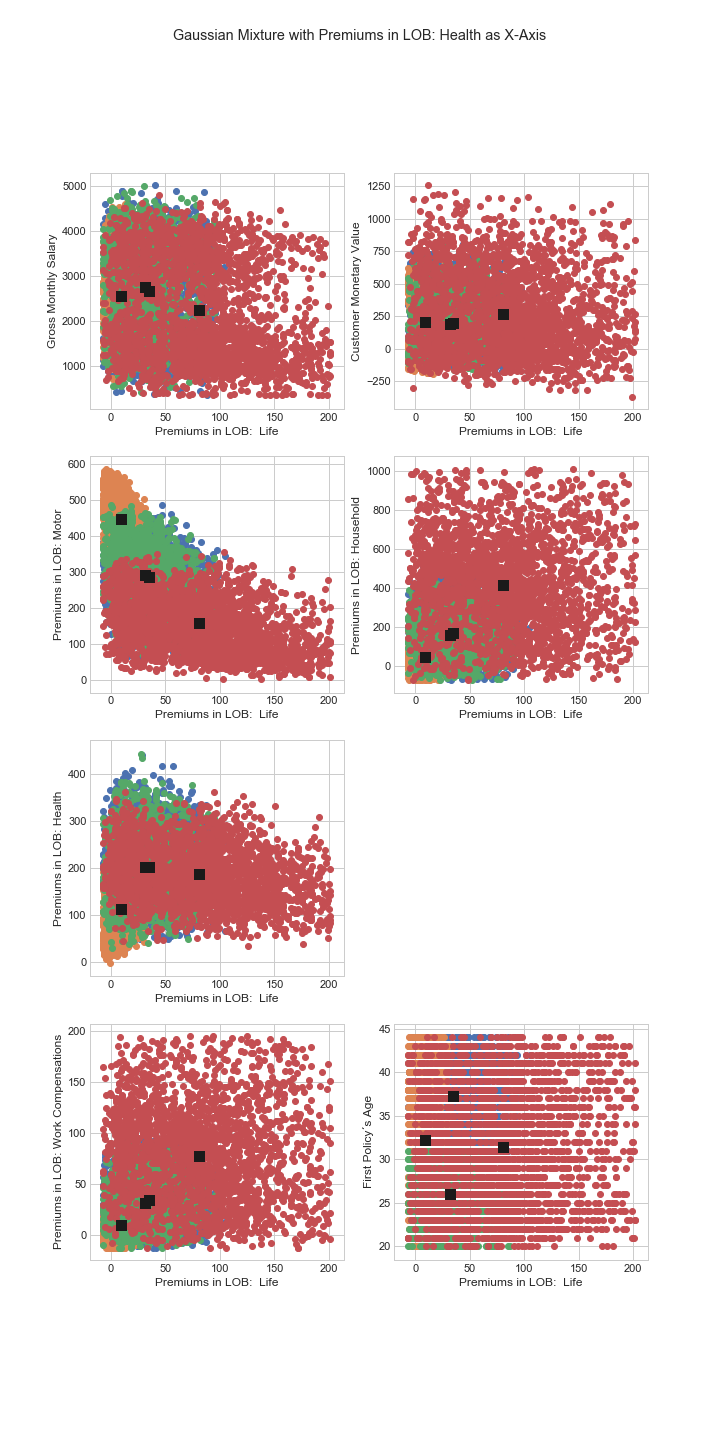 Gaussian Mixture with Premiums in LOB: Health as X-Axis
Gross Monthly Salary
5000
4000
3000
2000
1000
0 50 100 150 200
Premiums in LOB:  Life
Customer Monetary Value
1250
1000
750
500
250
0
−250
0 50 100 150 200
Premiums in LOB:  Life
Premiums in LOB: Motor
600
500
400
300
200
100
0
0 50 100 150 200
Premiums in LOB:  Life
Premiums in LOB: Household
1000
800
600
400
200
0
0 50 100 150 200
Premiums in LOB:  Life
Premiums in LOB: Health
400
300
200
100
0
0 50 100 150 200
Premiums in LOB:  Life
Premiums in LOB: Work Compensations
200
150
100
50
0
0 50 100 150 200
Premiums in LOB:  Life
First Policy´s Age
45
40
35
30
25
20
0 50 100 150 200
Premiums in LOB:  Life